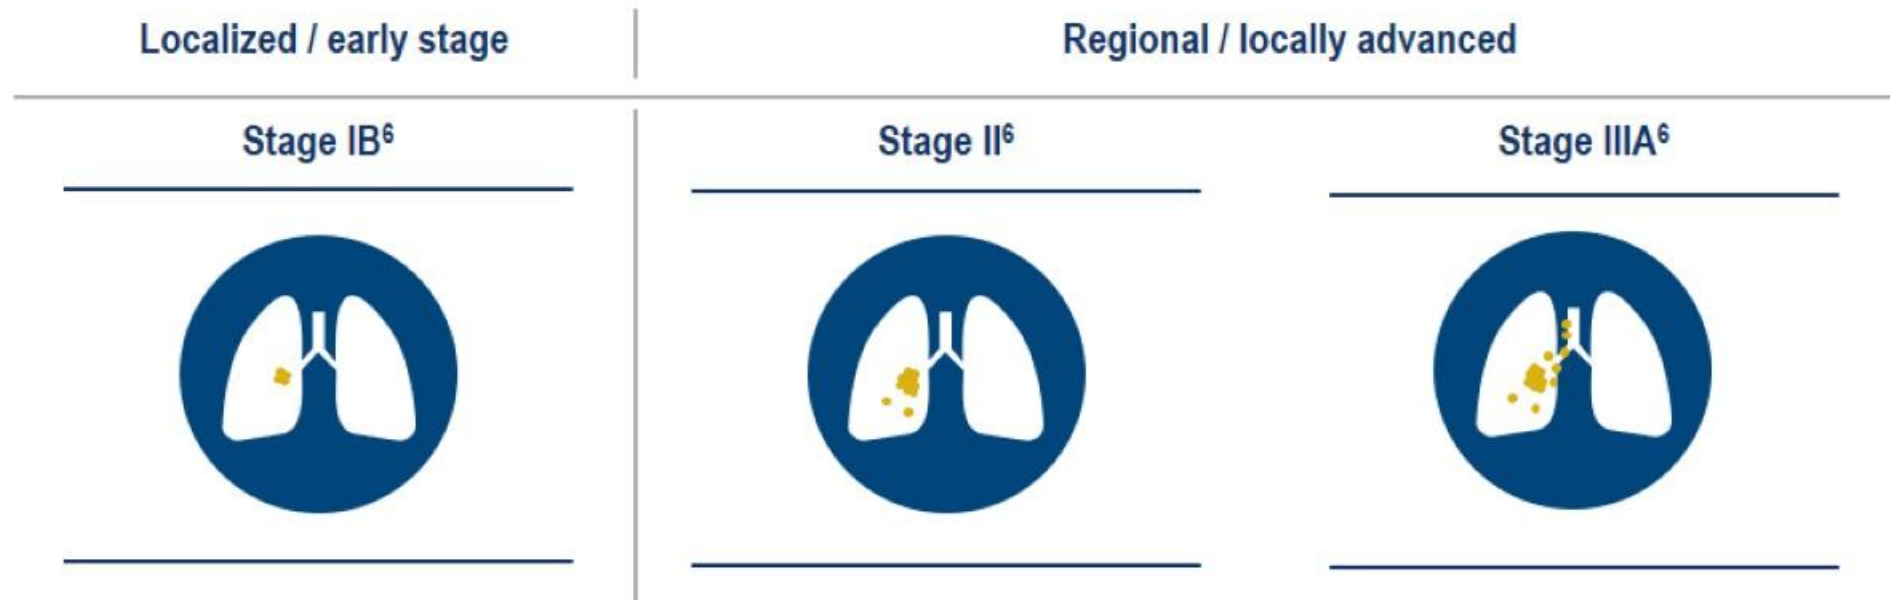 Localized / early stage
Regional / locally advanced
Stage IB⁶
Stage II⁶
Stage IIIA⁶